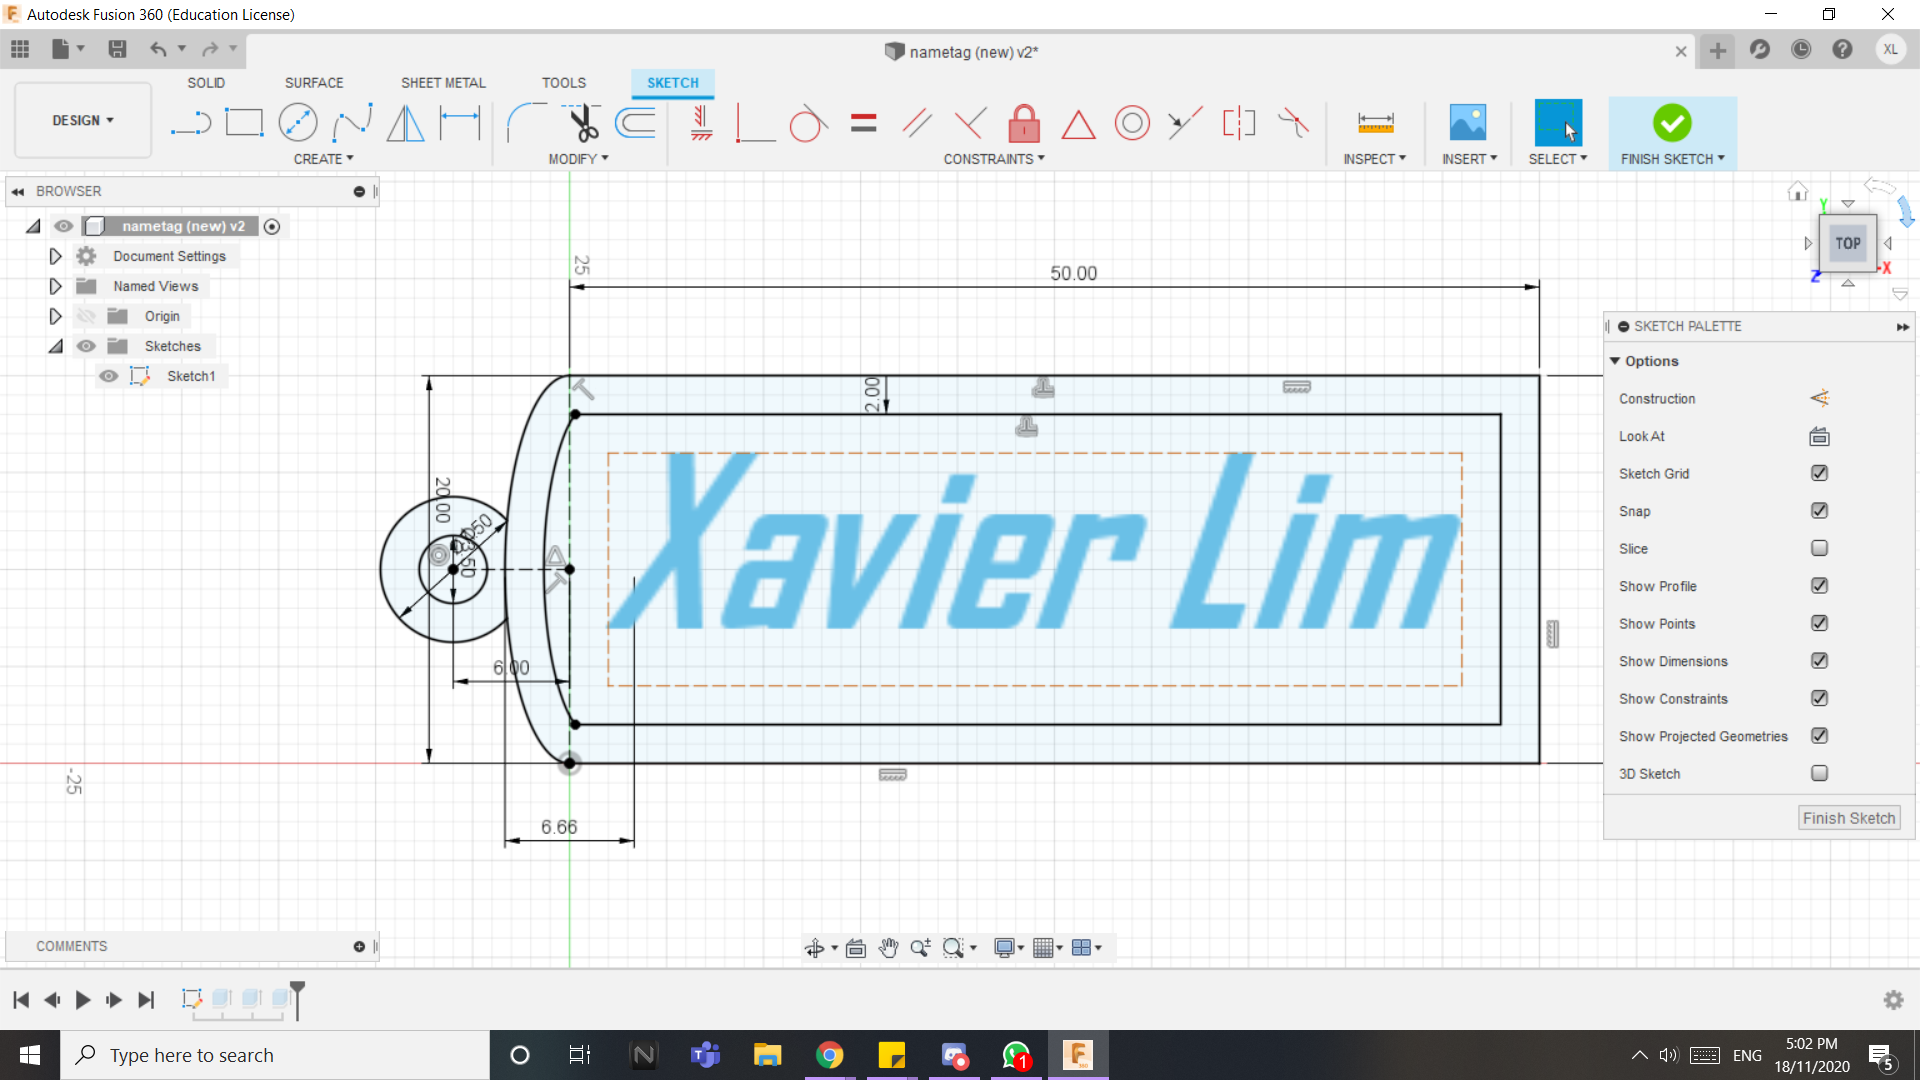 Autodesk Fusion 360 (Education License)
nametag (new) v2*
XL
DESIGN
SOLID
SURFACE
SHEET METAL
TOOLS
SKETCH
CREATE
MODIFY
CONSTRAINTS
INSPECT
INSERT
SELECT
FINISH SKETCH
BROWSER
nametag (new) v2
Document Settings
Named Views
Origin
Sketches
Sketch1
TOP
Y
X
Z
25
50.00
2.00
20.00
Xavier Lim
6.00
6.66
-25
SKETCH PALETTE
Options
Construction
Look At
Sketch Grid
Snap
Slice
Show Profile
Show Points
Show Dimensions
Show Constraints
Show Projected Geometries
3D Sketch
Finish Sketch
COMMENTS
Type here to search
1
ENG
5:02 PM
18/11/2020
5